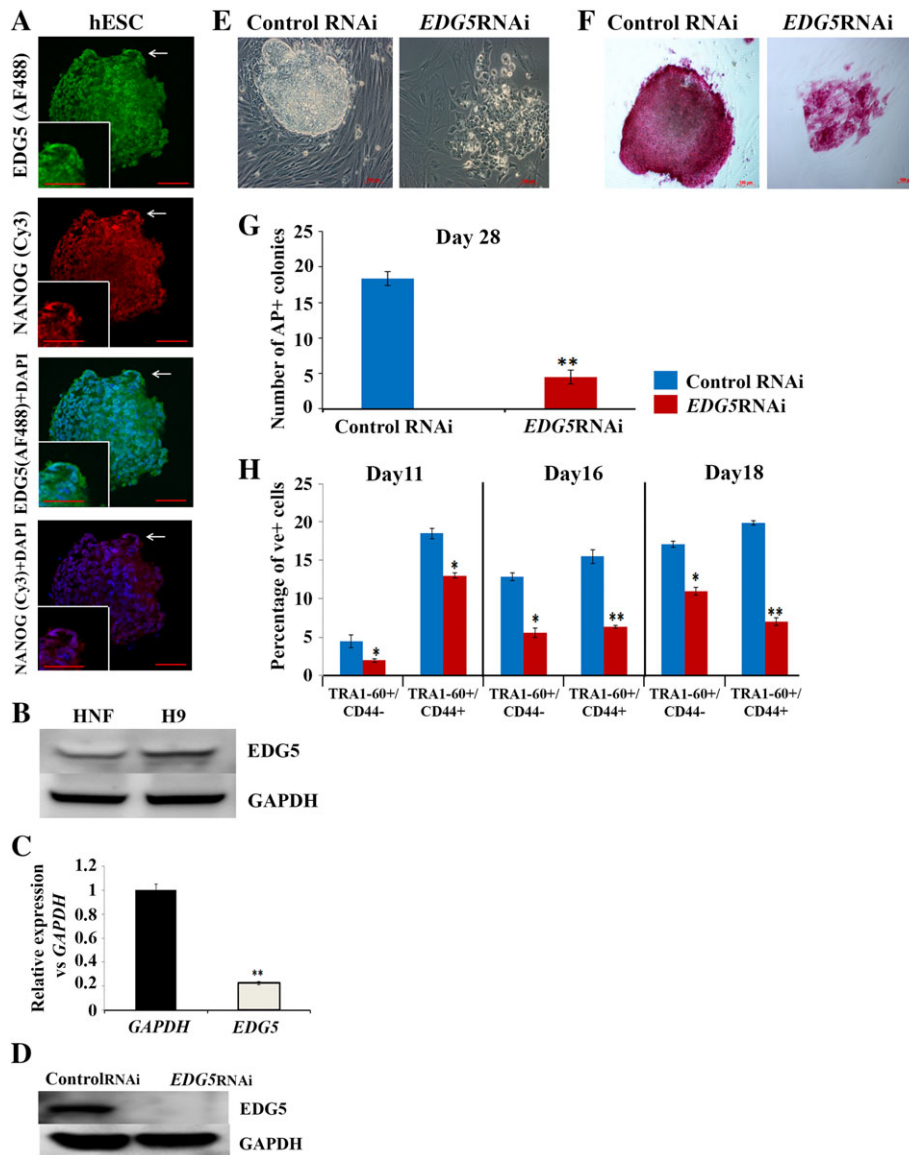 A
hESC
EDG5 (AF488)
NANOG (Cy3)
EDG5(AF488)+DAPI
NANOG (Cy3)+DAPI
B
HNF H9
EDG5
GAPDH
C
Relative expression
vs GAPDH
1.2
1
0.8
0.6
0.4
0.2
0
**
GAPDH EDG5
D
ControlRNAi EDG5RNAi
EDG5
GAPDH
E
Control RNAi EDG5RNAi
F
Control RNAi EDG5RNAi
G
Day 28
Number of AP+ colonies
25
20
15
10
5
0
**
Control RNAi EDG5RNAi
Control RNAi
EDG5RNAi
H
Day11 Day16 Day18
Percentage of ve+ cells
25
20
15
10
5
0
* * * ** * **
TRA1-60+/ TRA1-60+/ TRA1-60+/ TRA1-60+/ TRA1-60+/ TRA1-60+/
CD44- CD44+ CD44- CD44+ CD44- CD44+